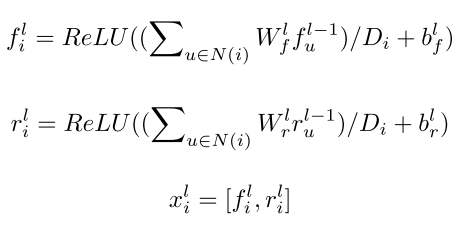 f_i^l = ReLU((∑_{u∈N(i)} W_f^l f_u^{l-1})/D_i + b_f^l)
r_i^l = ReLU((∑_{u∈N(i)} W_r^l r_u^{l-1})/D_i + b_r^l)
x_i^l = [f_i^l, r_i^l]